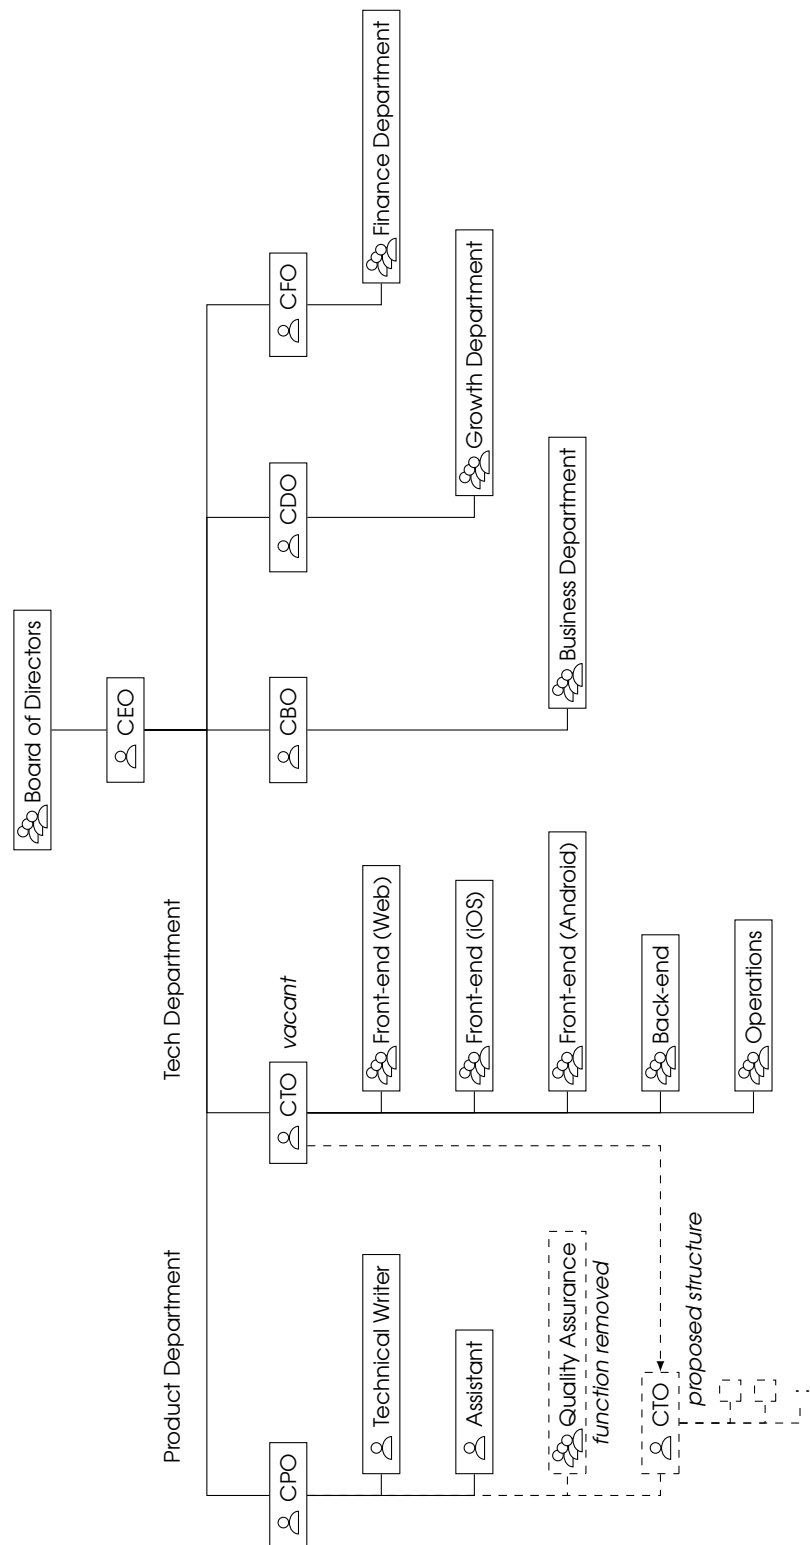 Board of Directors
CEO
Product Department
Tech Department
CPO
CTO
vacant
CBO
CDO
CFO
Technical Writer
Assistant
Quality Assurance
function removed
CTO
proposed structure
Front-end (Web)
Front-end (iOS)
Front-end (Android)
Back-end
Operations
Business Department
Growth Department
Finance Department